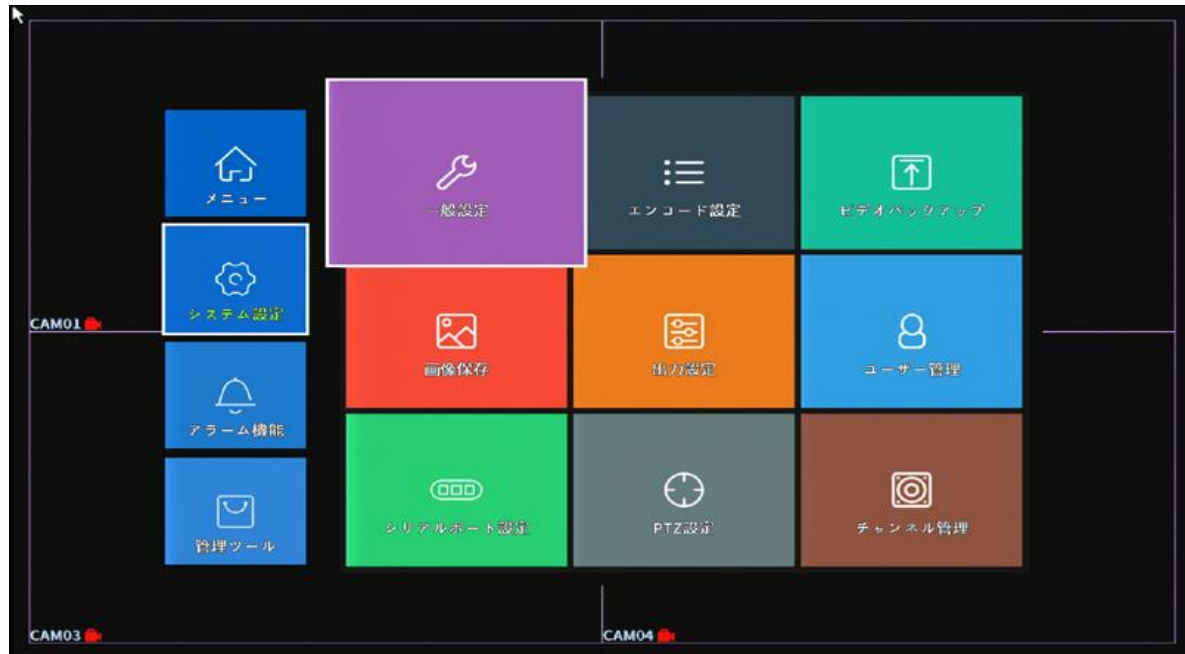 メニュー
システム設定
アラーム機能
管理ツール
一般設定
エンコード設定
ビデオバックアップ
画像保存
出力設定
ユーザー管理
シリアルポート設定
PTZ設定
チャンネル管理
CAM01
CAM03
CAM04